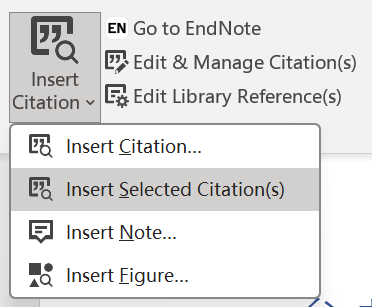 Insert
Citation
EN Go to EndNote
Edit & Manage Citation(s)
Edit Library Reference(s)
Insert Citation...
Insert Selected Citation(s)
Insert Note...
Insert Figure...